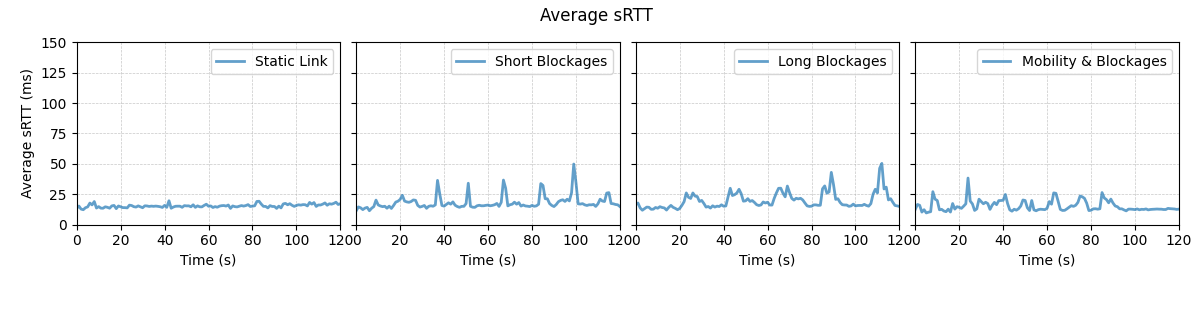 Average sRTT
Static Link
Short Blockages
Long Blockages
Mobility & Blockages
Average sRTT (ms)
150
125
100
75
50
25
0
0 20 40 60 80 100 120
0 20 40 60 80 100 120
0 20 40 60 80 100 120
0 20 40 60 80 100 120
Time (s) Time (s) Time (s) Time (s)